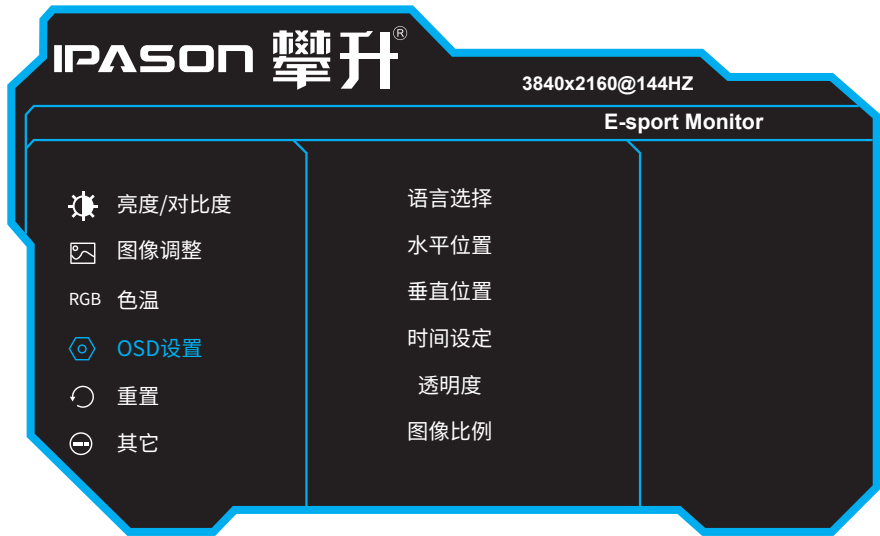 IPASON 攀升®
3840x2160@144HZ
E-sport Monitor
亮度/对比度
图像调整
RGB 色温
OSD设置
重置
其它
语言选择
水平位置
垂直位置
时间设定
透明度
图像比例